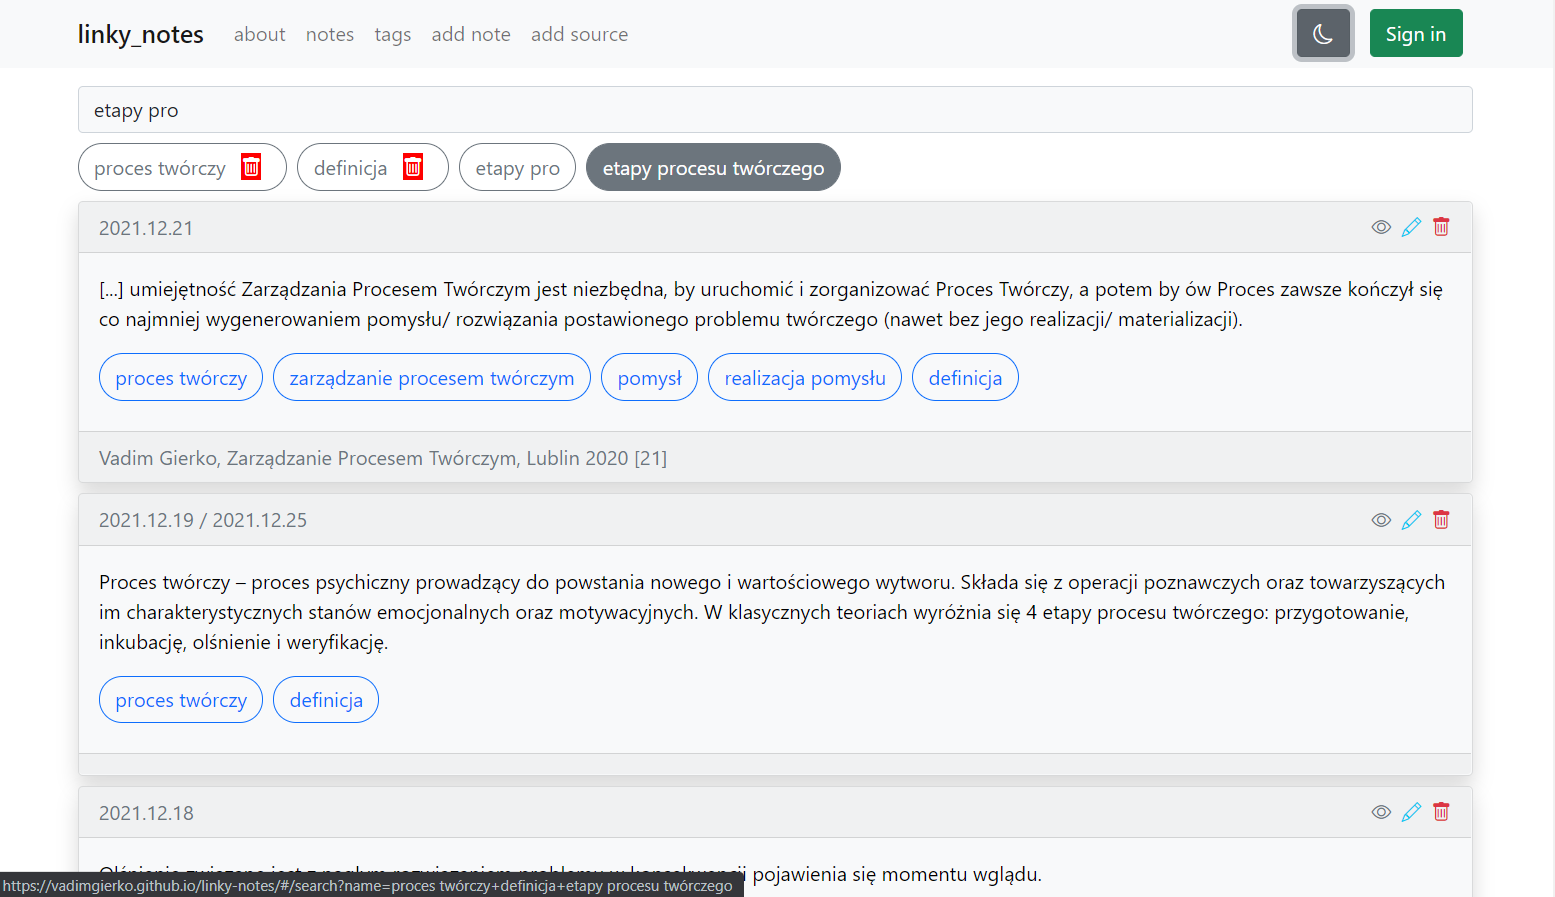 linky_notes about notes tags add note add source Sign in
etapy pro
proces twórczy definicja etapy pro etapy procesu twórczego
2021.12.21
[...] umiejętność Zarządzania Procesem Twórczym jest niezbędna, by uruchomić i zorganizować Proces Twórczy, a potem by ów Proces zawsze kończył się
co najmniej wygenerowaniem pomysłu/ rozwiązania postawionego problemu twórczego (nawet bez jego realizacji/ materializacji).
proces twórczy zarządzanie procesem twórczym pomysł realizacja pomysłu definicja
Vadim Gierko, Zarządzanie Procesem Twórczym, Lublin 2020 [21]
2021.12.19 / 2021.12.25
Proces twórczy – proces psychiczny prowadzący do powstania nowego i wartościowego wytworu. Składa się z operacji poznawczych oraz towarzyszących
im charakterystycznych stanów emocjonalnych oraz motywacyjnych. W klasycznych teoriach wyróżnia się 4 etapy procesu twórczego: przygotowanie,
inkubację, olśnienie i weryfikację.
proces twórczy definicja
2021.12.18
pojawienia się momentu wglądu.
https://vadimgierko.github.io/linky-notes/#/search?name=proces twórczy+definicja+etapy procesu twórczego